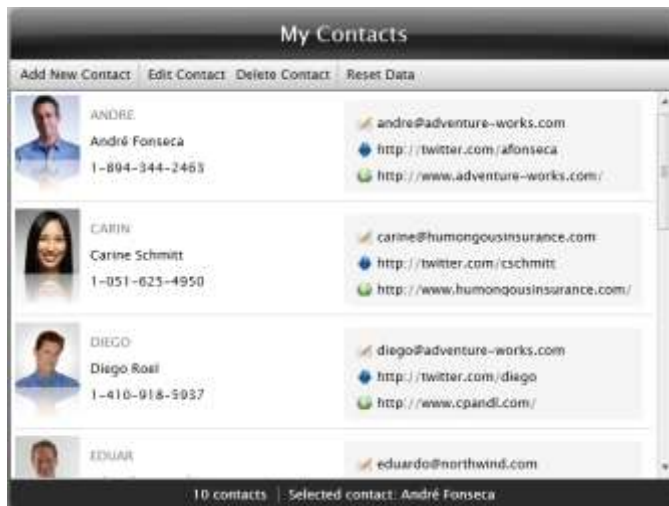 My Contacts
Add New Contact Edit Contact Delete Contact Reset Data
ANDRE
André Fonseca
1-894-344-2463
andre@adventure-works.com
http://twitter.com/afonseca
http://www.adventure-works.com/
CARIN
Carine Schmitt
1-051-625-4950
carine@humongousinsurance.com
http://twitter.com/cschmitt
http://www.humongousinsurance.com/
DIEGO
Diego Roel
1-410-918-5937
diego@adventure-works.com
http://twitter.com/diego
http://www.cpandl.com/
EDUAR
eduardo@northwind.com
10 contacts | Selected contact: André Fonseca